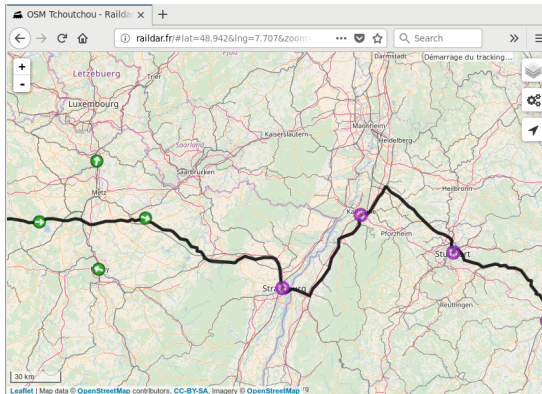 OSM Tchoutchou - Raildar
raildar.fr/#lat=48.942&lng=7.707&zoom=
Search
Démarrage du tracking...
+
-
Darmstadt
Trier
Letzebuerg
Luxembourg
Mannheim
Kaiserslautern
Heidelberg
Saarland
Saarbrücken
Metz
Heilbronn
Pforzheim
Reutlingen
30 km
Leaflet | Map data © OpenStreetMap contributors, CC-BY-SA, Imagery © OpenStreetMap